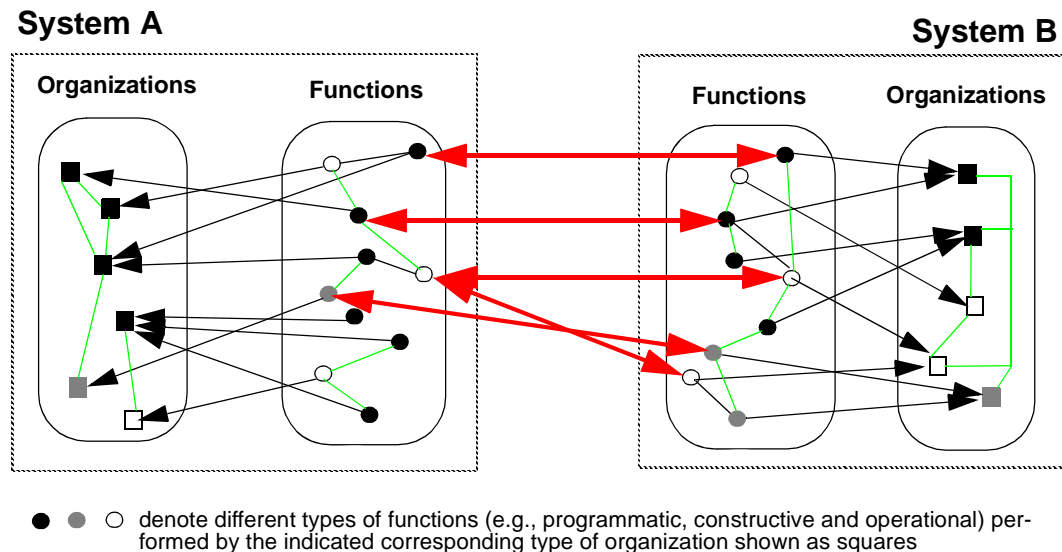 System A
System B
Organizations
Functions
Functions
Organizations
denote different types of functions (e.g., programmatic, constructive and operational) per-
formed by the indicated corresponding type of organization shown as squares